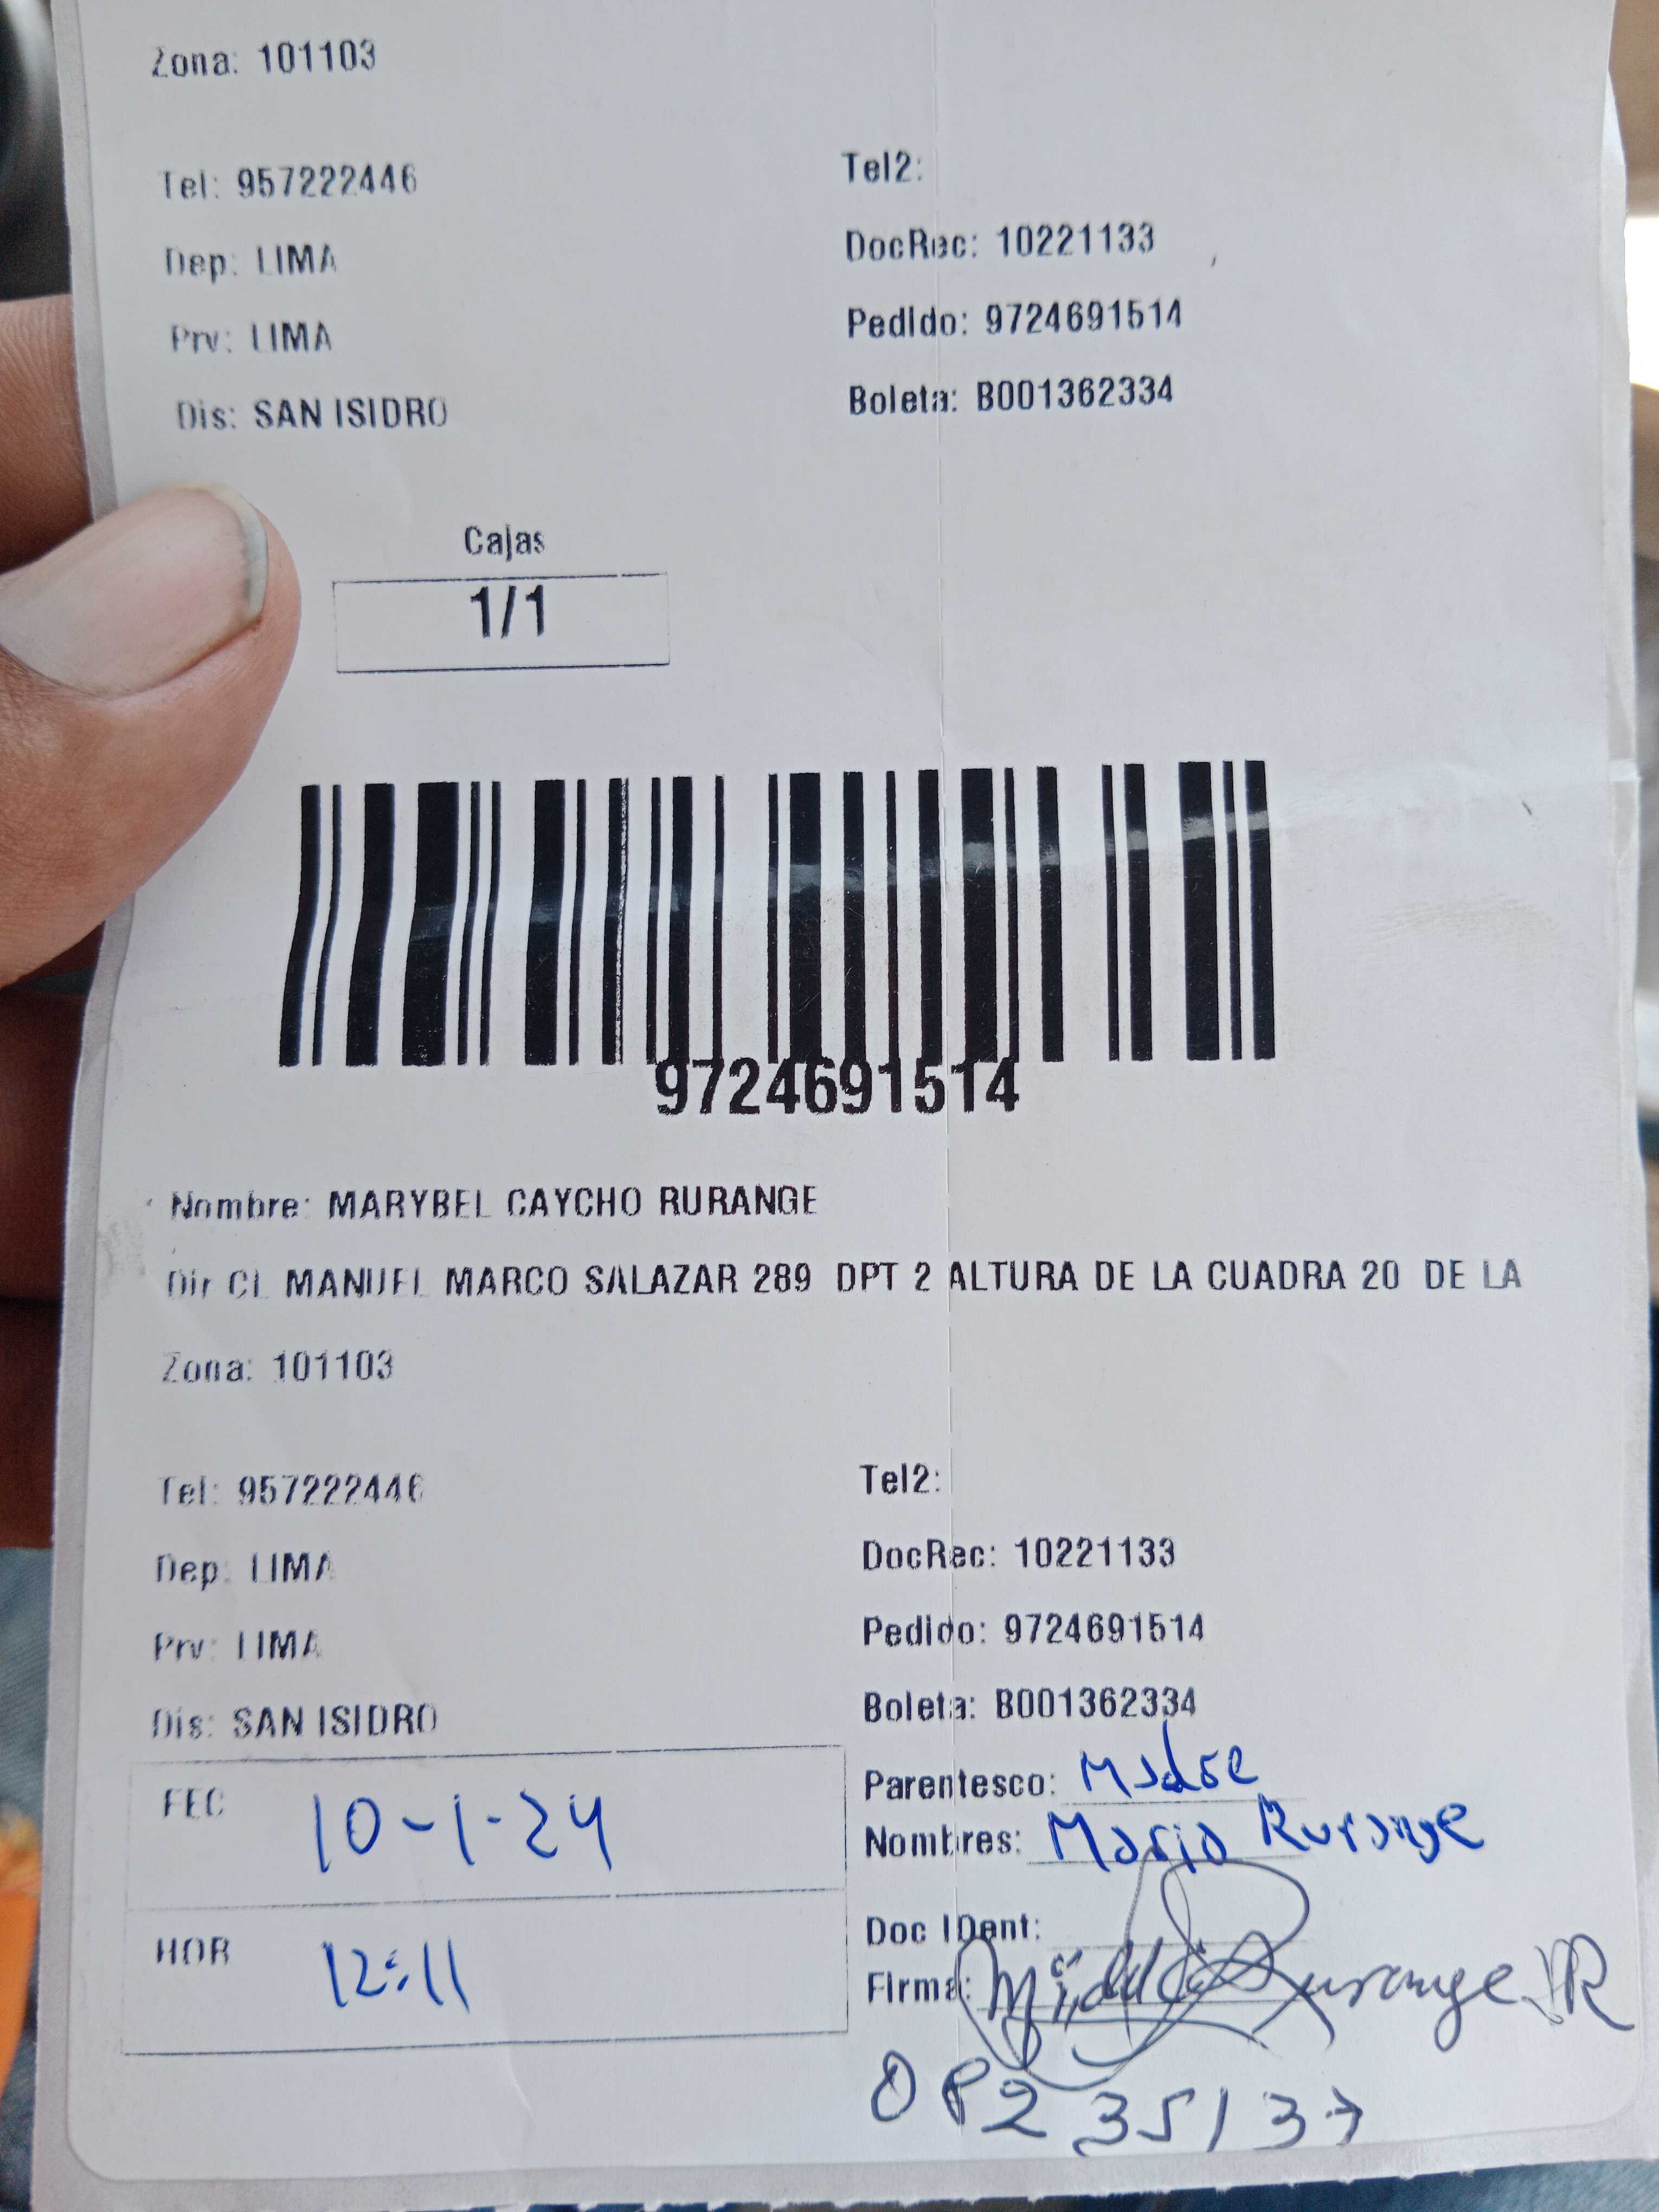 Zona: 101103
Tel: 957222446
Tel2:
Dep: LIMA
DocRec: 10221133
Prv: LIMA
Pedido: 9724691514
Dis: SAN ISIDRO
Boleta: B001362334
Cajas
1/1
9724691514
Nombre: MARYBEL CAYCHO RURANGE
Dir CL MANUEL MARCO SALAZAR 289 DPT 2 ALTURA DE LA CUADRA 20 DE LA
Zona: 101103
Tel: 957222446
Tel2:
Dep: LIMA
DocRec: 10221133
Prv: LIMA
Pedido: 9724691514
Dis: SAN ISIDRO
Boleta: B001362334
FEC 10-1-24
Parentesco: Madre
Nombres: Maria Rurange
HOR 12:11
Doc IDent:
Firma: Rurange